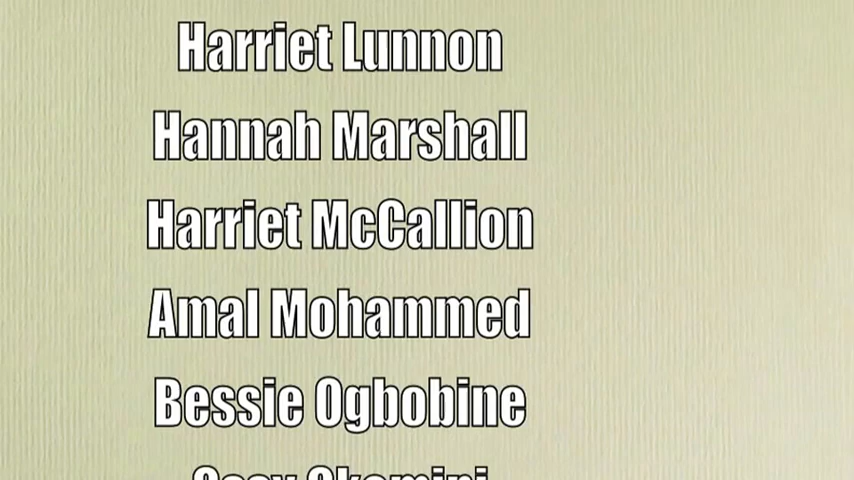 Harriet Lunnon
Hannah Marshall
Harriet McCallion
Amal Mohammed
Bessie Ogbobine